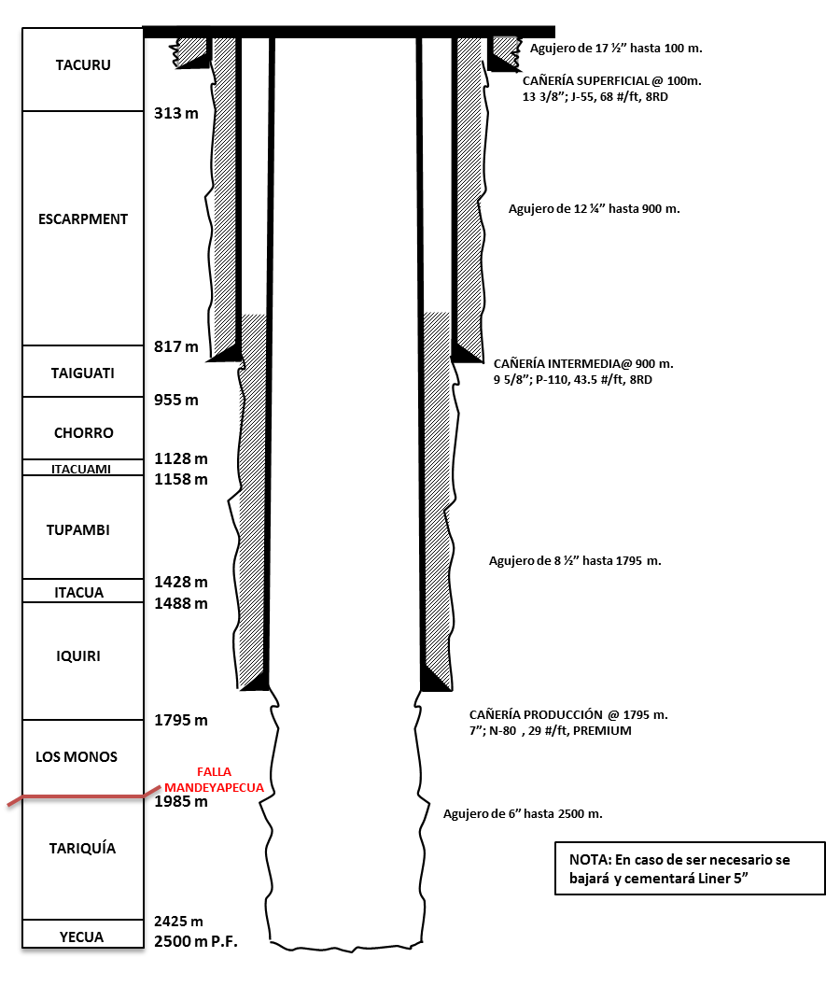 TACURU
313 m
ESCARPMENT
817 m
TAIGUATI
955 m
CHORRO
1128 m
ITACUAMI
1158 m
TUPAMBI
1428 m
ITACUA
1488 m
IQUIRI
1795 m
LOS MONOS
FALLA
MANDEYAPECUA
1985 m
TARIQUÍA
2425 m
YECUA
2500 m P.F.
Agujero de 17 ½” hasta 100 m.
CAÑERÍA SUPERFICIAL @ 100m.
13 3/8”; J-55, 68 #/ft, 8RD
Agujero de 12 ¼” hasta 900 m.
CAÑERÍA INTERMEDIA@ 900 m.
9 5/8”; P-110, 43.5 #/ft, 8RD
Agujero de 8 ½” hasta 1795 m.
CAÑERÍA PRODUCCIÓN @ 1795 m.
7”; N-80 , 29 #/ft, PREMIUM
Agujero de 6” hasta 2500 m.
NOTA: En caso de ser necesario se
bajará y cementará Liner 5”